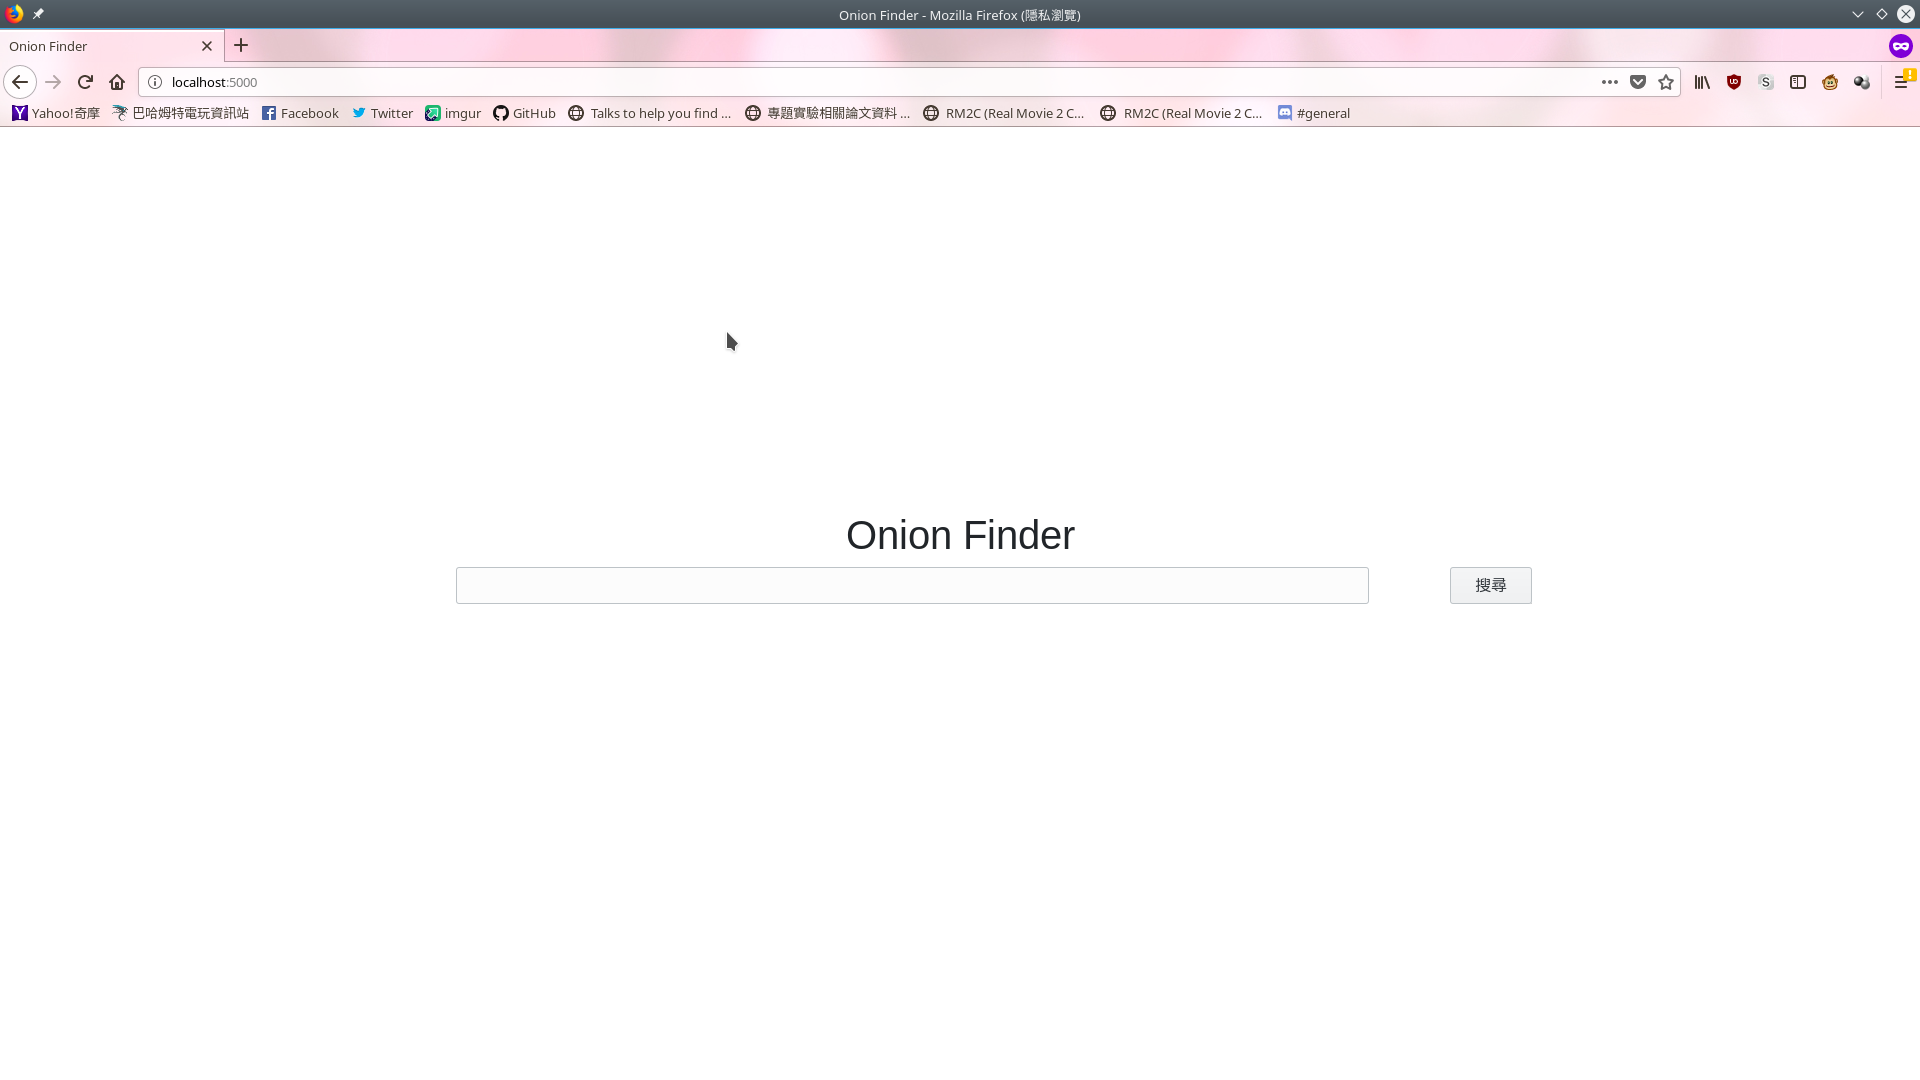 Onion Finder - Mozilla Firefox (隱私瀏覽)
Onion Finder
localhost:5000
Yahoo!奇摩 巴哈姆特電玩資訊站 Facebook Twitter imgur GitHub Talks to help you find ... 專題實驗相關論文資料 ... RM2C (Real Movie 2 C... RM2C (Real Movie 2 C... #general
Onion Finder
搜尋